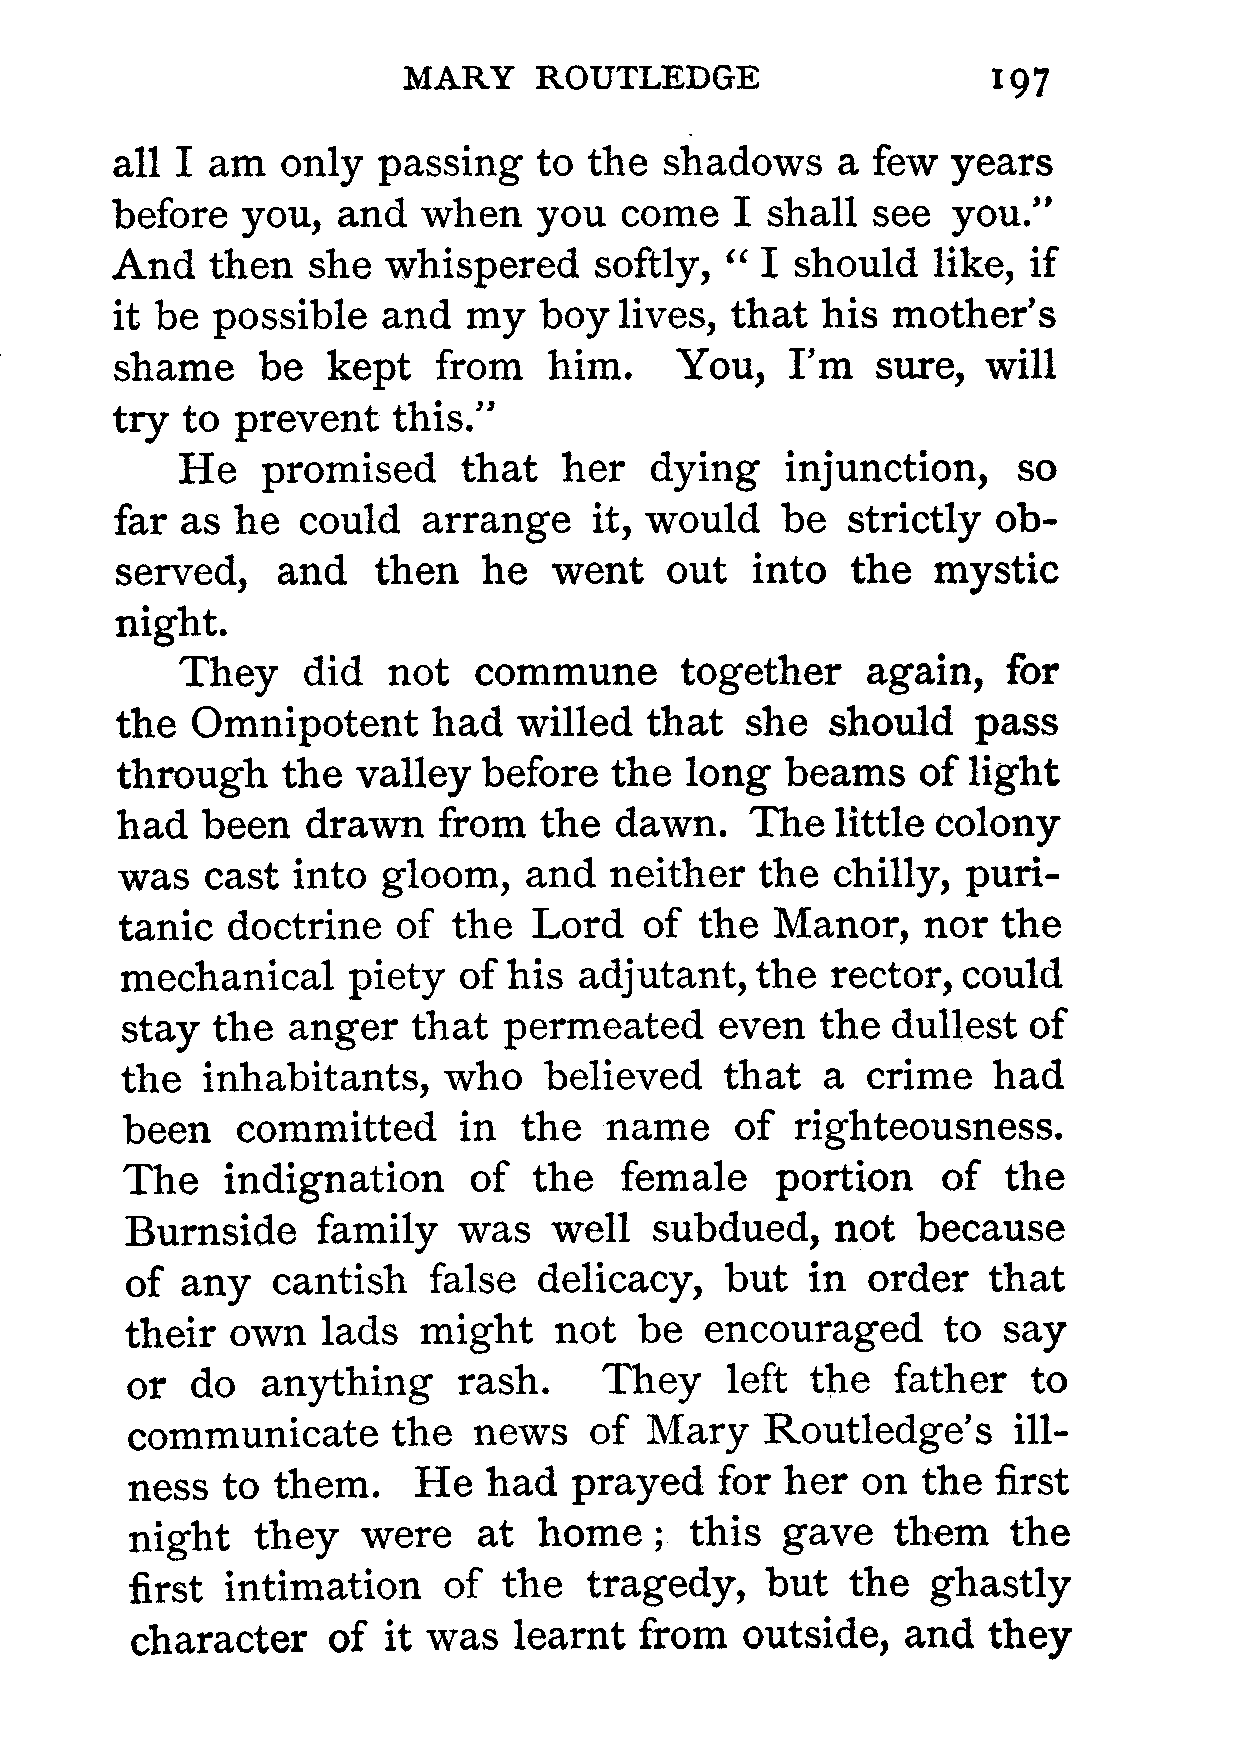 MARY ROUTLEDGE 197
all I am only passing to the shadows a few years
before you, and when you come I shall see you."
And then she whispered softly, " I should like, if
it be possible and my boy lives, that his mother's
shame be kept from him. You, I'm sure, will
try to prevent this."
He promised that her dying injunction, so
far as he could arrange it, would be strictly ob-
served, and then he went out into the mystic
night.
They did not commune together again, for
the Omnipotent had willed that she should pass
through the valley before the long beams of light
had been drawn from the dawn. The little colony
was cast into gloom, and neither the chilly, puri-
tanic doctrine of the Lord of the Manor, nor the
mechanical piety of his adjutant, the rector, could
stay the anger that permeated even the dullest of
the inhabitants, who believed that a crime had
been committed in the name of righteousness.
The indignation of the female portion of the
Burnside family was well subdued, not because
of any cantish false delicacy, but in order that
their own lads might not be encouraged to say
or do anything rash. They left the father to
communicate the news of Mary Routledge's ill-
ness to them. He had prayed for her on the first
night they were at home ; this gave them the
first intimation of the tragedy, but the ghastly
character of it was learnt from outside, and they